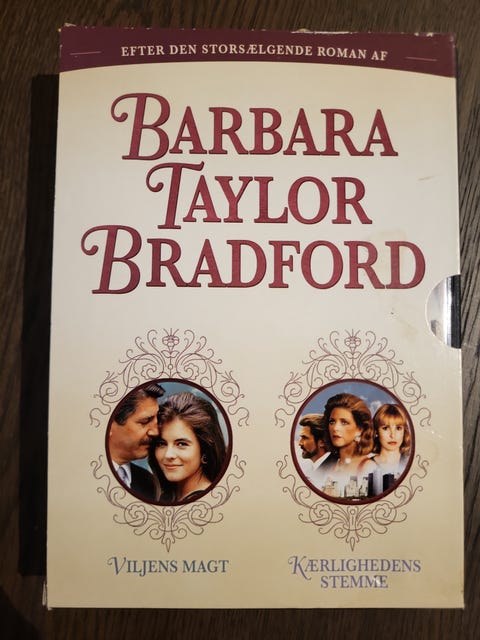 EFTER DEN STORSÆLGENDE ROMAN AF
BARBARA
TAYLOR
BRADFORD
VILJENS MAGT
KÆRLIGHEDENS
STEMME